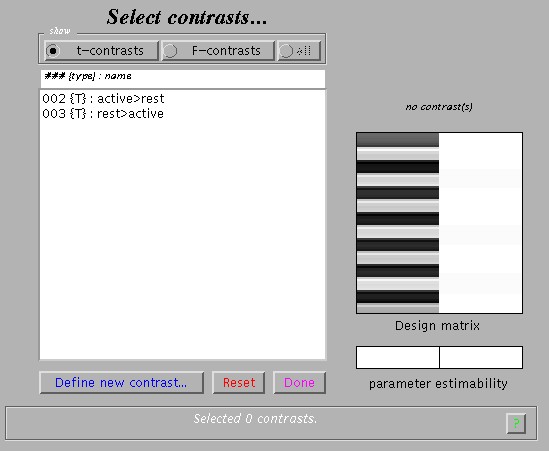 Select contrasts...
show
t-contrasts F-contrasts all
### {type} : name
002 {T} : active>rest
003 {T} : rest>active
no contrast(s)
Design matrix
parameter estimability
Define new contrast... Reset Done
Selected 0 contrasts.
?